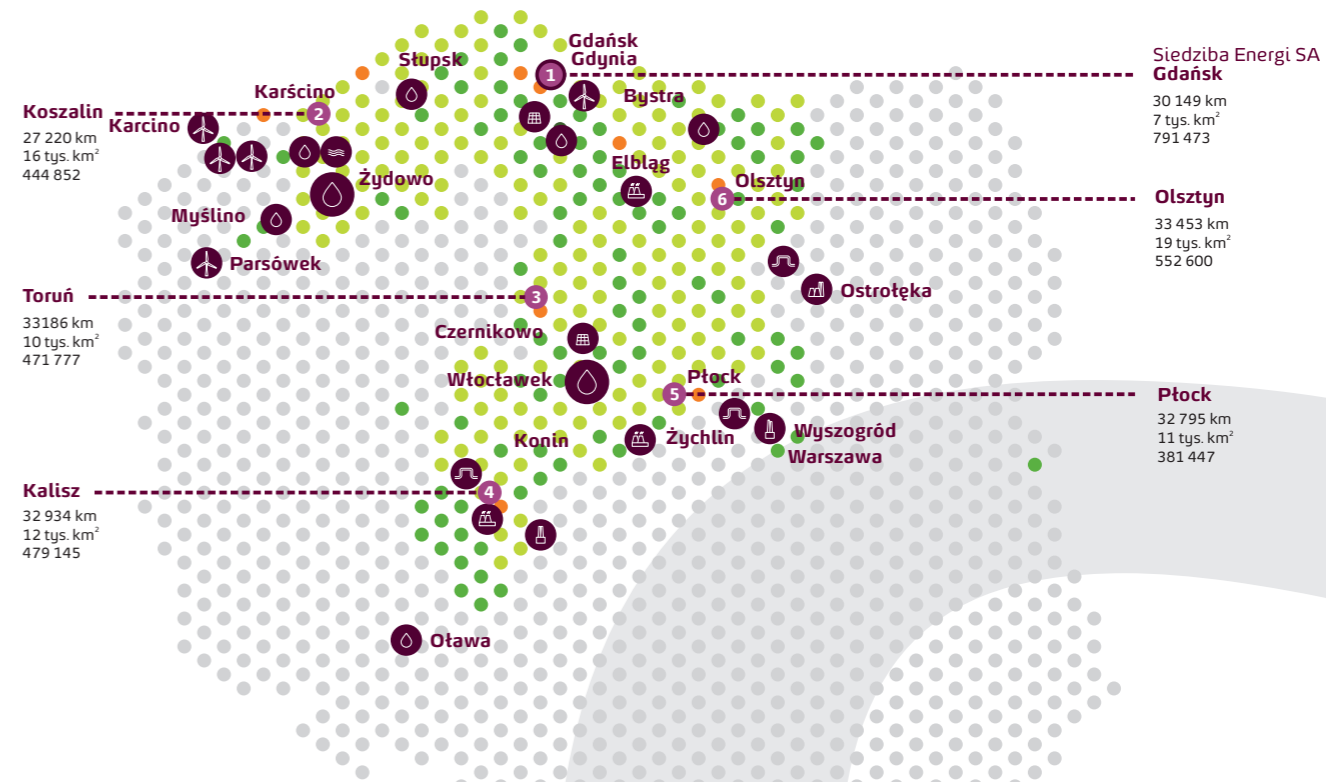 Gdańsk
Gdynia
Siedziba Energi SA
Gdańsk
30 149 km
7 tys. km²
791 473
Słupsk
1
Bystra
Karścino
2
Koszalin
27 220 km
16 tys. km²
444 852
Karcino
Elbląg
Olsztyn
6
Żydowo
Olsztyn
33 453 km
19 tys. km²
552 600
Myślino
Parsówek
Ostrołęka
Toruń
33186 km
10 tys. km²
471 777
3
Czernikowo
Włocławek
Płock
5
Płock
32 795 km
11 tys. km²
381 447
Konin
Żychlin
Wyszogród
Warszawa
Kalisz
32 934 km
12 tys. km²
479 145
4
Oława